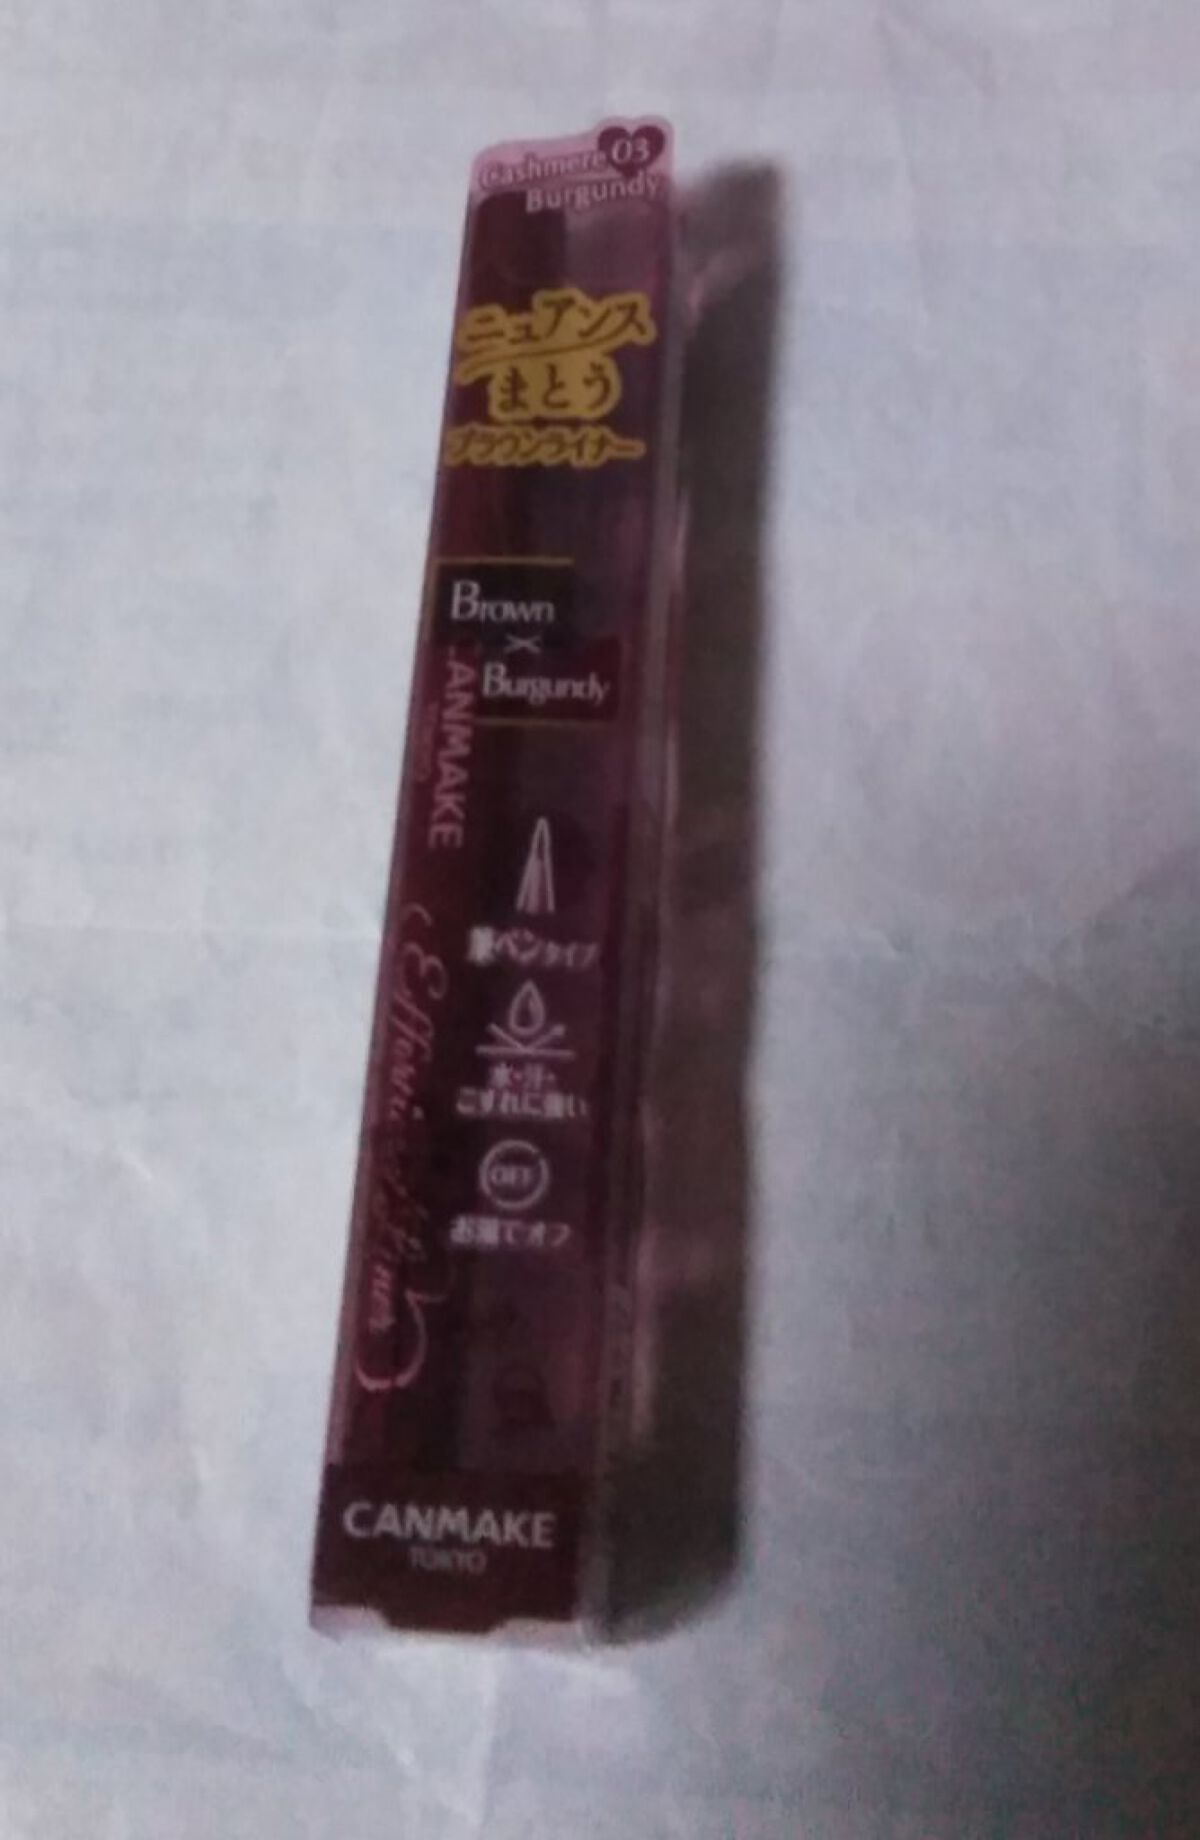 Cashmere 03
Burgundy
ニュアンス
まとう
ブラウンライナー
Brown
×
Burgundy
CANMAKE
筆ペンタイプ
水・汗・
こすれに強い
OFF
お湯でオフ
CANMAKE
TOKYO